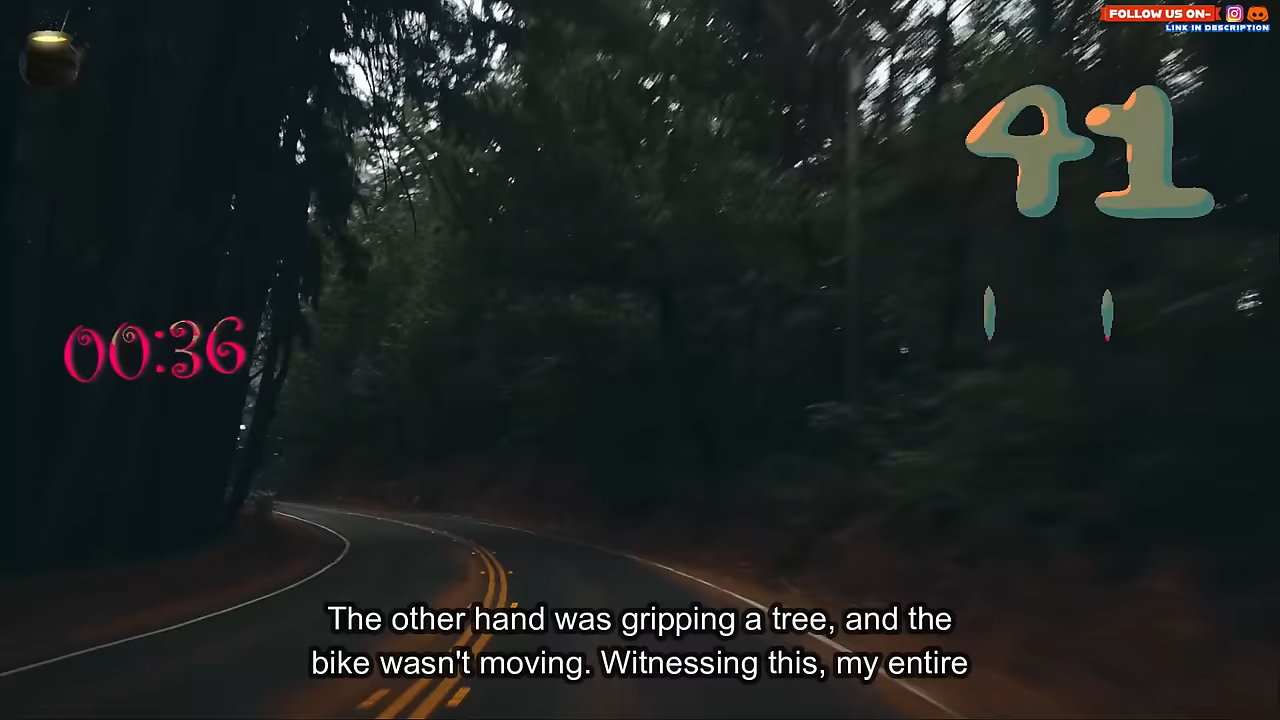 FOLLOW US ON-
LINK IN DESCRIPTION
41
00:36
The other hand was gripping a tree, and the
bike wasn't moving. Witnessing this, my entire